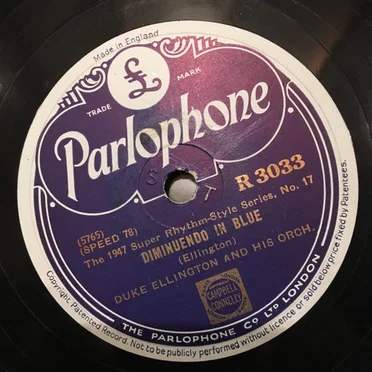 Made in England
£
TRADE MARK
Parlophone
S T
R 3033
(5765)
(SPEED 78)
The 1947 Super Rhythm-Style Series, No. 17
DIMINUENDO IN BLUE
(Ellington)
DUKE ELLINGTON AND HIS ORCH.
CAMPBELL
CONNELLY
THE PARLOPHONE Co LTD LONDON
Copyright. Patented Record. Not to be publicly performed without licence or sold below price fixed by Patentees.